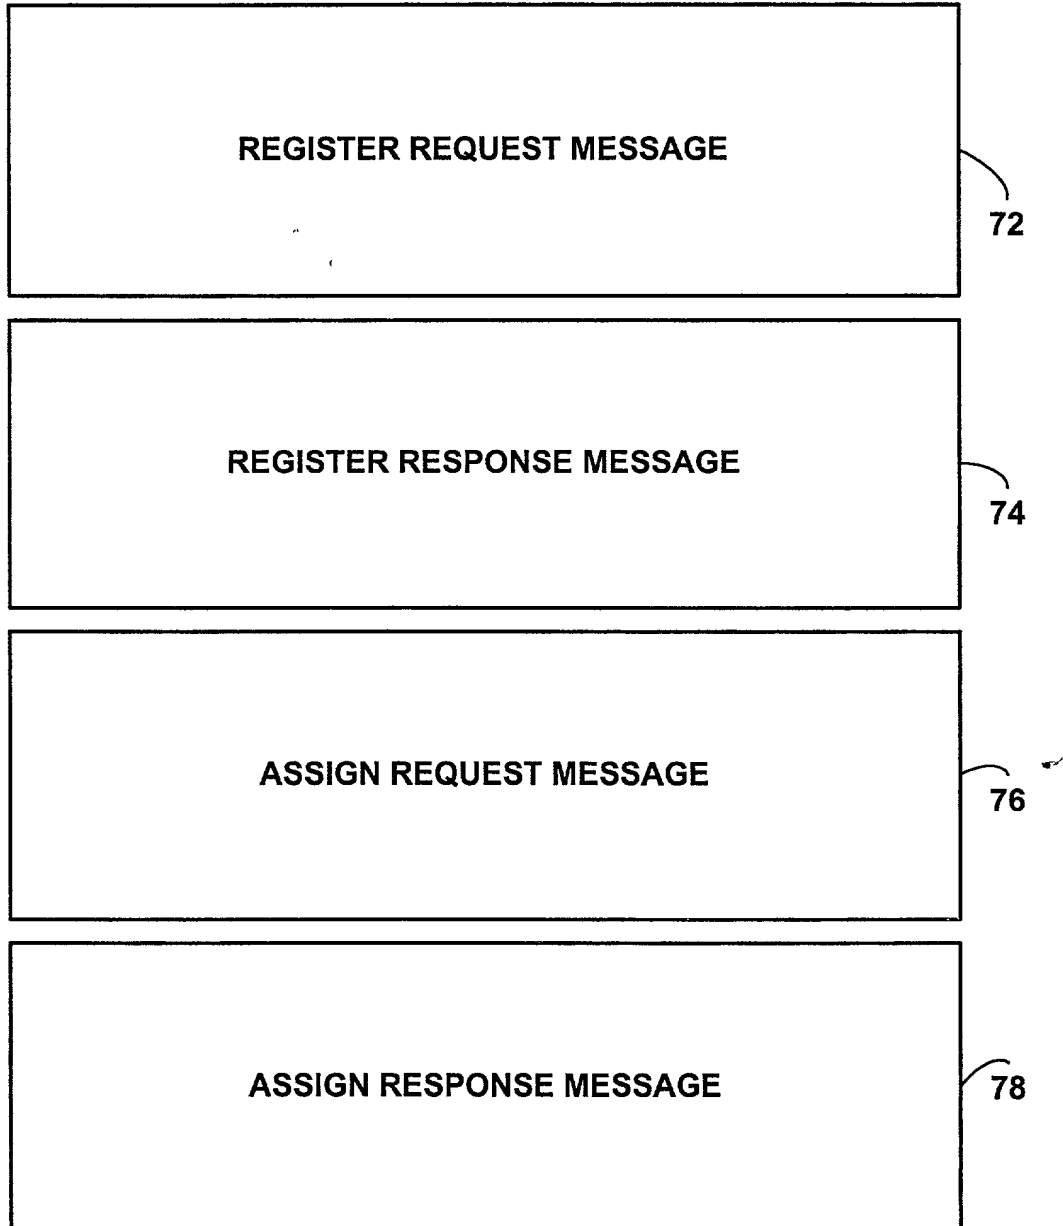 REGISTER REQUEST MESSAGE
72
REGISTER RESPONSE MESSAGE
74
ASSIGN REQUEST MESSAGE
76
ASSIGN RESPONSE MESSAGE
78